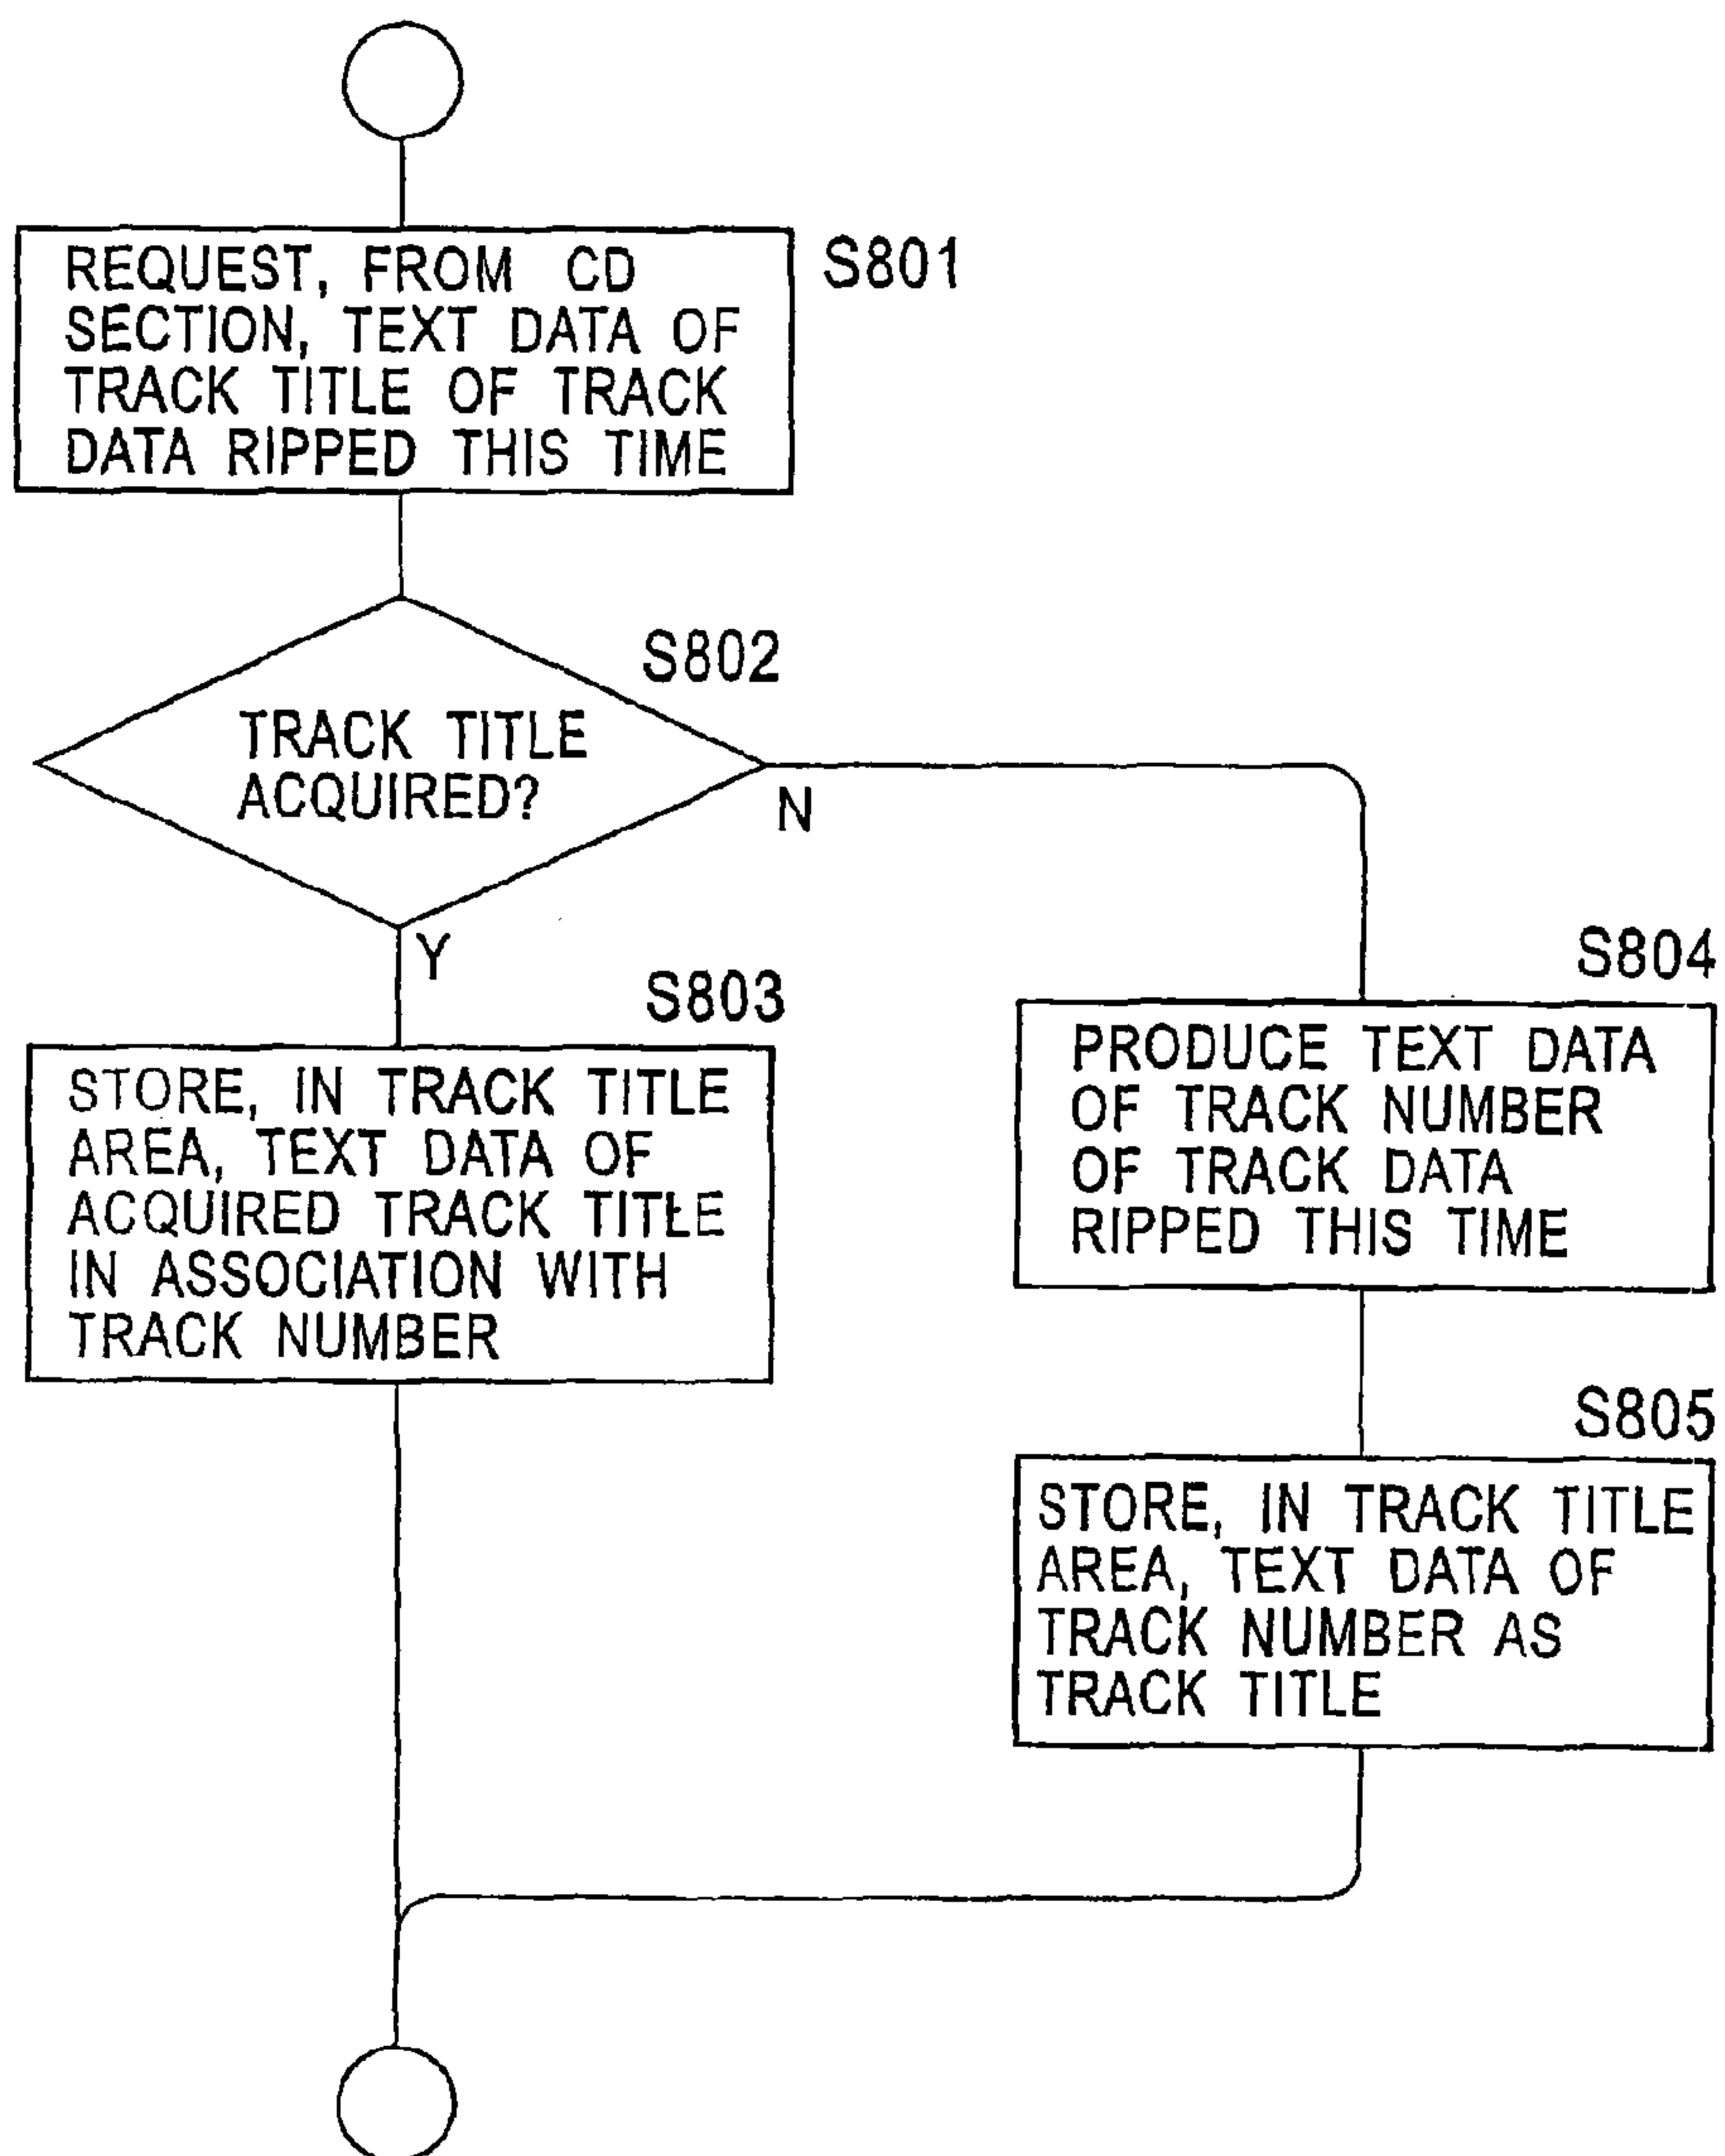 REQUEST, FROM CD
SECTION, TEXT DATA OF
TRACK TITLE OF TRACK
DATA RIPPED THIS TIME
S801
S802
TRACK TITLE
ACQUIRED?
N
Y
S803
STORE, IN TRACK TITLE
AREA, TEXT DATA OF
ACQUIRED TRACK TITLE
IN ASSOCIATION WITH
TRACK NUMBER
S804
PRODUCE TEXT DATA
OF TRACK NUMBER
OF TRACK DATA
RIPPED THIS TIME
S805
STORE, IN TRACK TITLE
AREA, TEXT DATA OF
TRACK NUMBER AS
TRACK TITLE